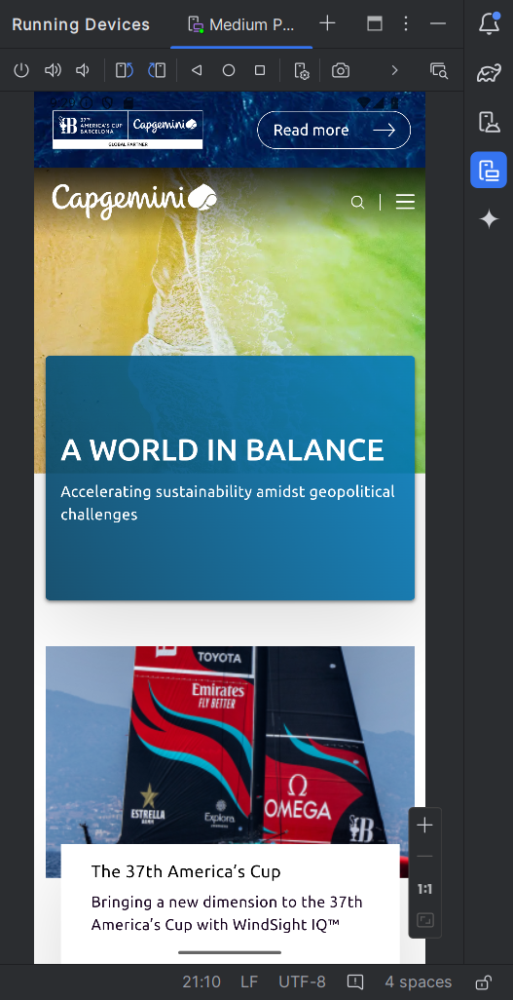 Running Devices
Medium P...
37TH
AMERICA'S CUP
BARCELONA
Capgemini
GLOBAL PARTNER
Read more
Capgemini
A WORLD IN BALANCE
Accelerating sustainability amidst geopolitical
challenges
TOYOTA
Emirates
FLY BETTER
ESTRELLA
DAMM
Explora
OMEGA
The 37th America’s Cup
Bringing a new dimension to the 37th
America’s Cup with WindSight IQ™
1:1
21:10
LF
UTF-8
4 spaces